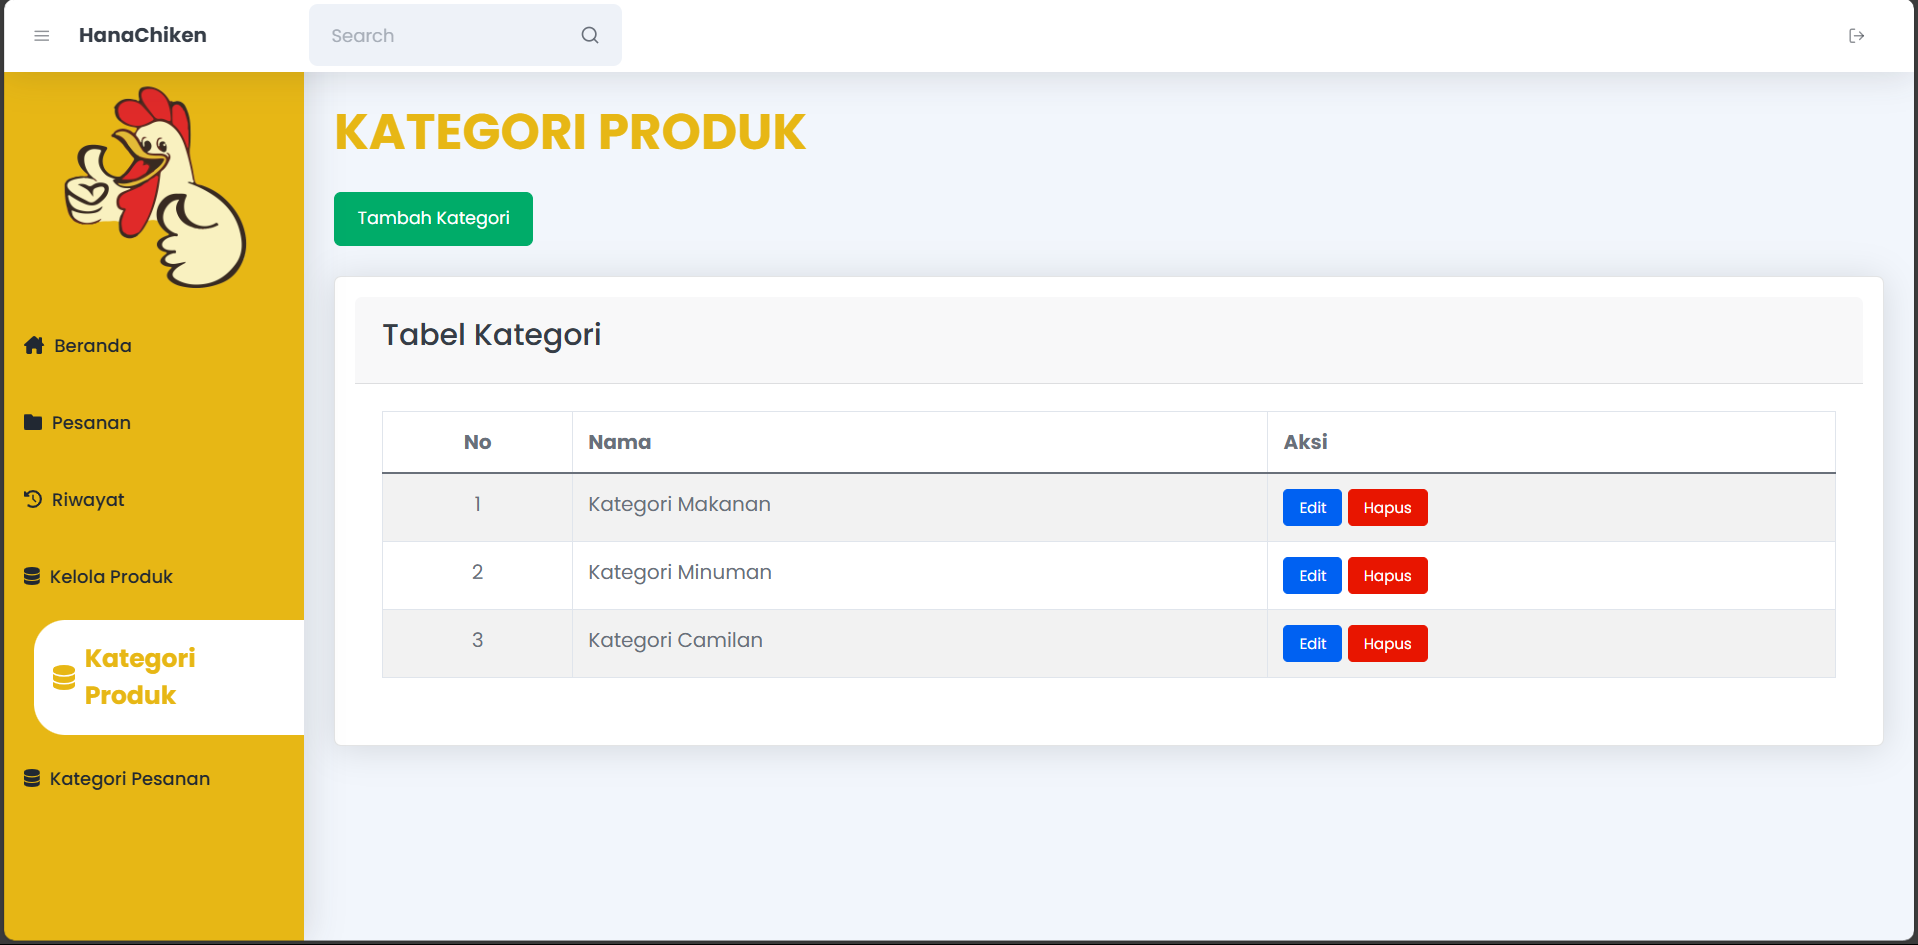 HanaChiken
Search
Beranda
Pesanan
Riwayat
Kelola Produk
Kategori
Produk
Kategori Pesanan
KATEGORI PRODUK
Tambah Kategori
Tabel Kategori
No Nama Aksi
1 Kategori Makanan Edit Hapus
2 Kategori Minuman Edit Hapus
3 Kategori Camilan Edit Hapus